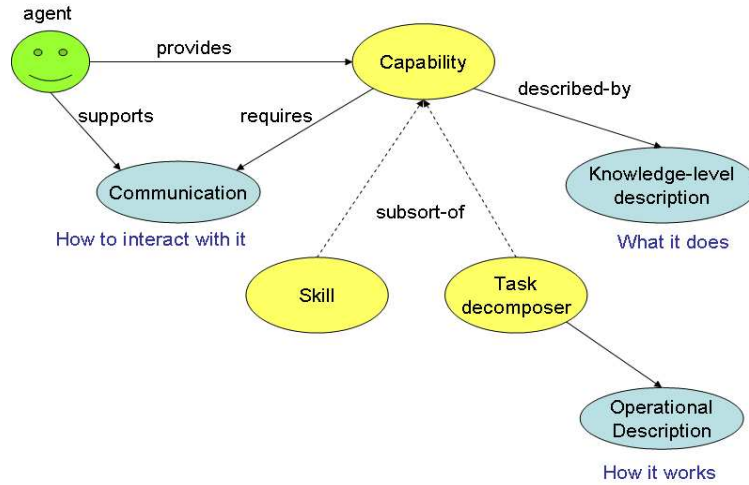 agent
provides
Capability
described-by
supports
requires
Communication
Knowledge-level
description
How to interact with it
subsort-of
What it does
Skill
Task
decomposer
Operational
Description
How it works